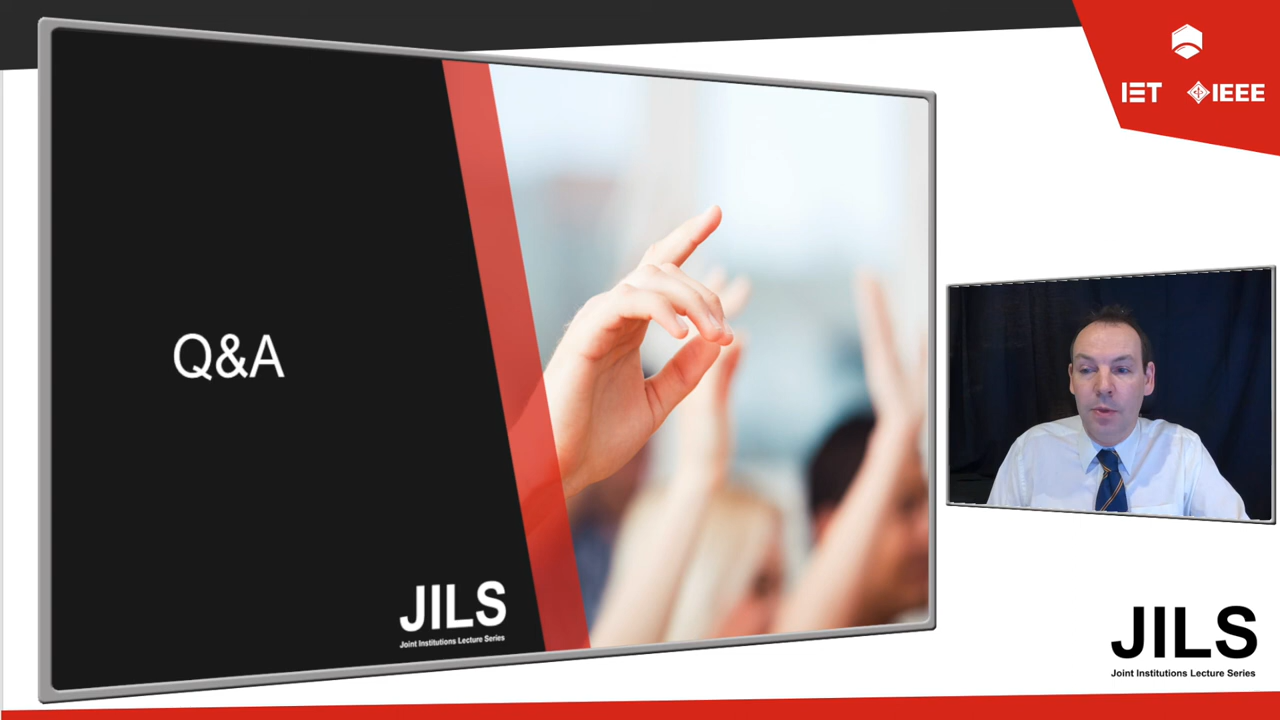 Q&A
JILS
Joint Institutions Lecture Series
IET
IEEE
JILS
Joint Institutions Lecture Series